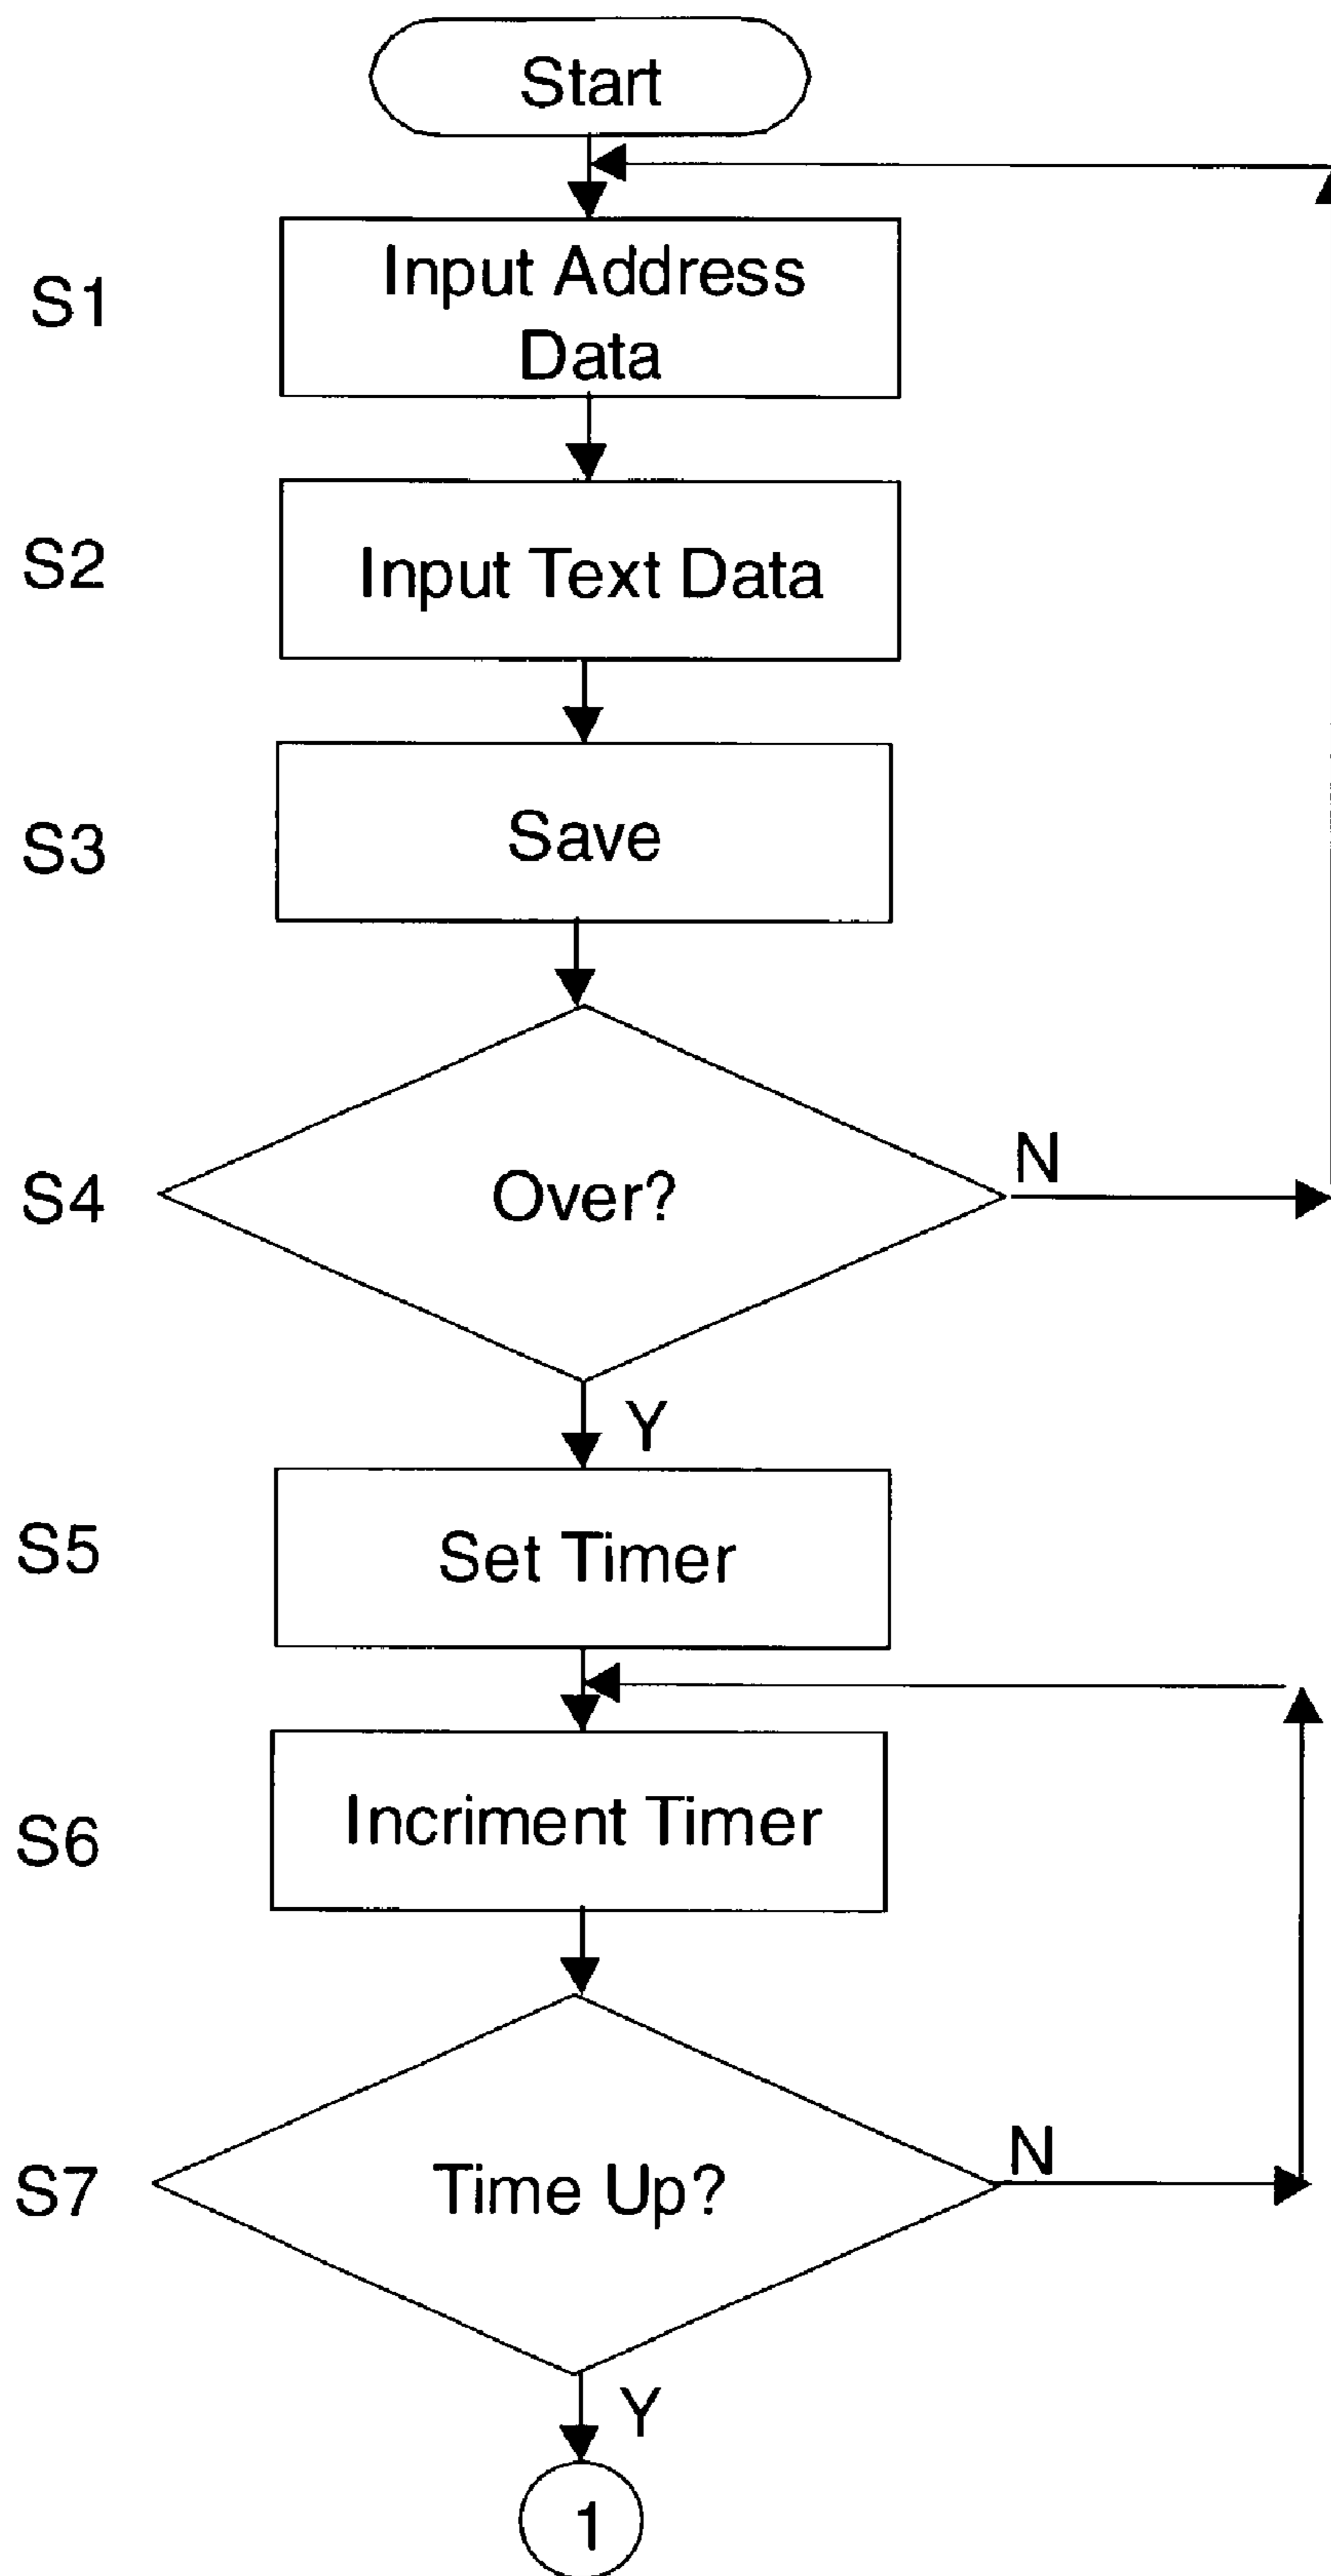 Start
S1
Input Address
Data
S2
Input Text Data
S3
Save
S4
Over?
N
Y
S5
Set Timer
S6
Incriment Timer
S7
Time Up?
N
Y
1